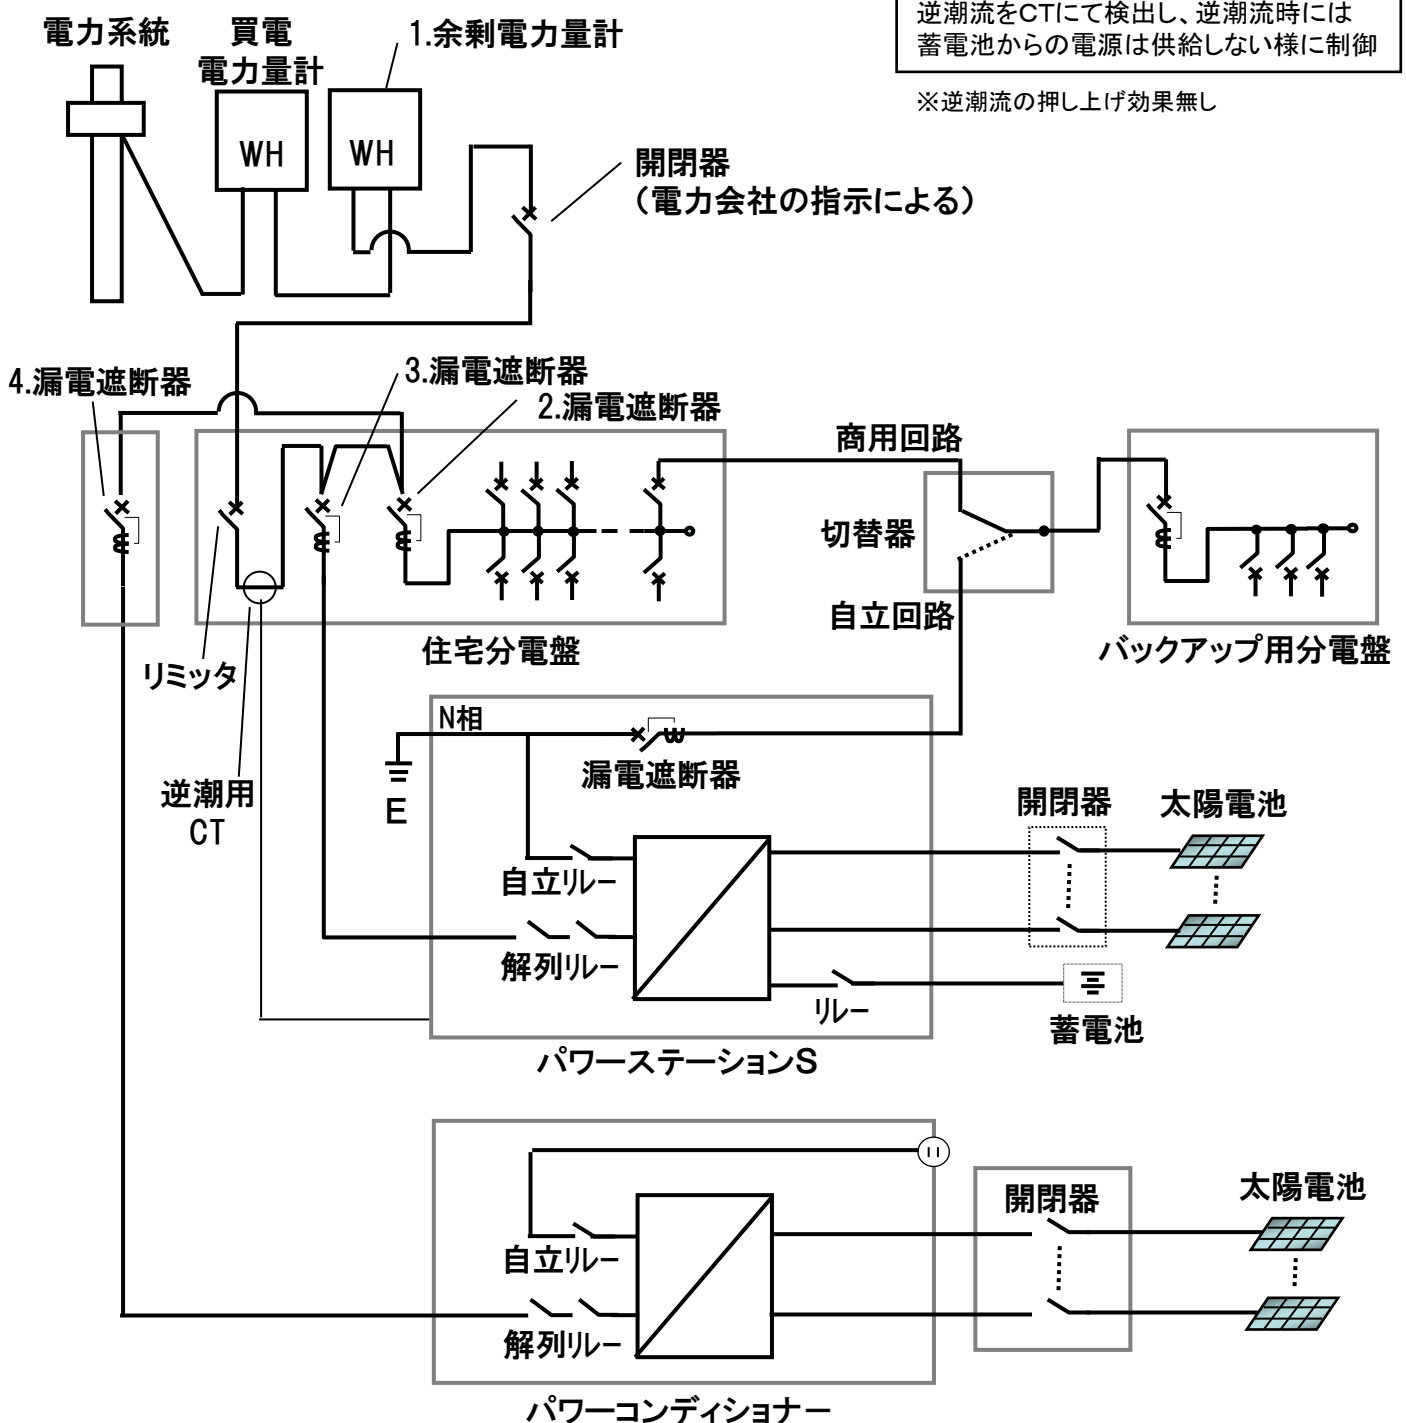 逆潮流をCTにて検出し、逆潮流時には
蓄電池からの電源は供給しない様に制御
※逆潮流の押し上げ効果無し
電力系統
買電
電力量計
1.余剰電力量計
WH
WH
開閉器
（電力会社の指示による）
4.漏電遮断器
3.漏電遮断器
2.漏電遮断器
商用回路
切替器
自立回路
住宅分電盤
バックアップ用分電盤
リミッタ
N相
漏電遮断器
逆潮用
CT
E
開閉器
太陽電池
自立リレー
解列リレー
リレー
蓄電池
パワーステーションS
開閉器
太陽電池
自立リレー
解列リレー
パワーコンディショナー